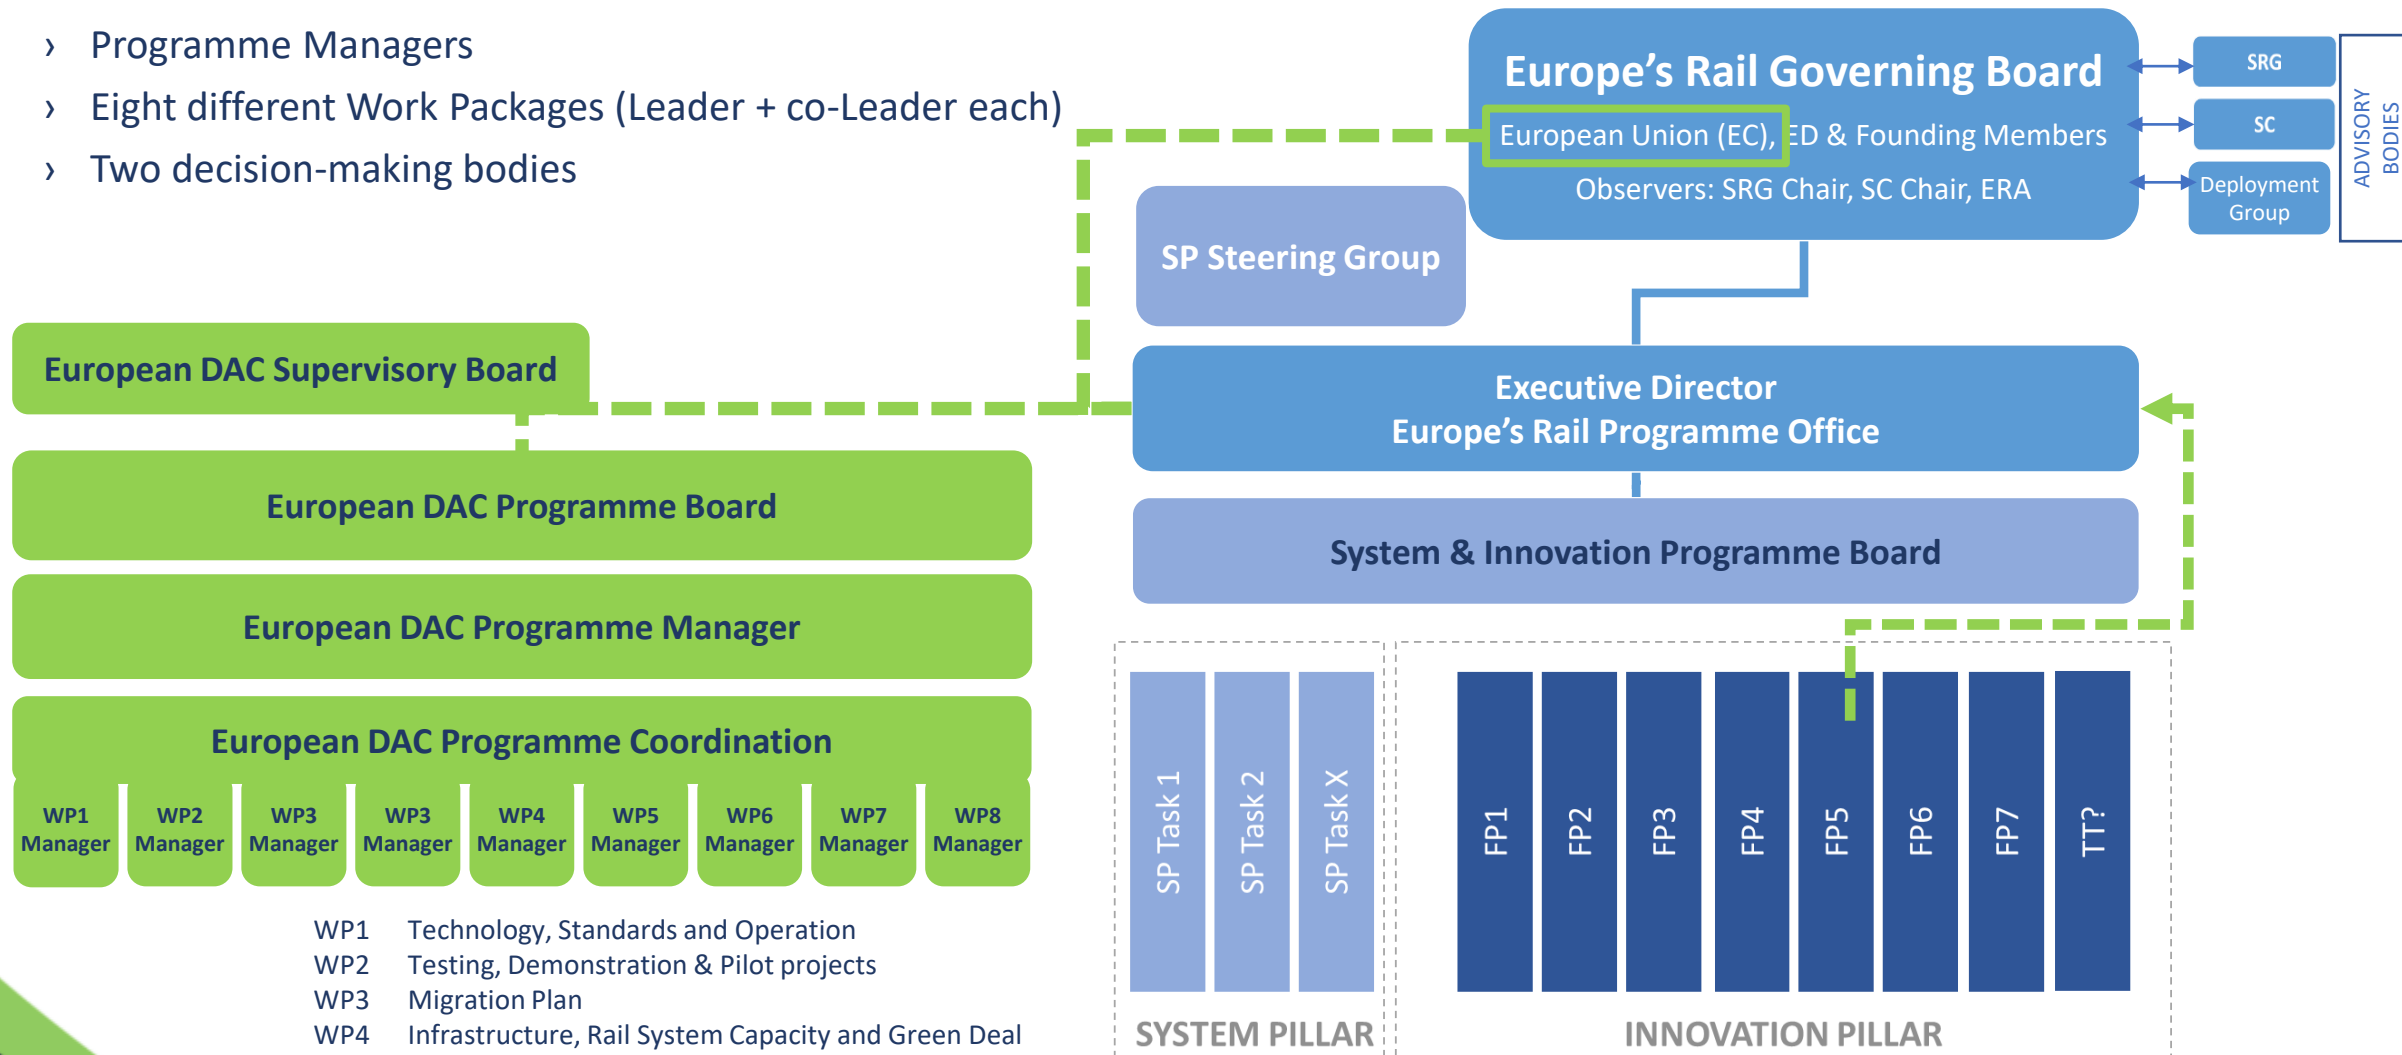 › Programme Managers
› Eight different Work Packages (Leader + co-Leader each)
› Two decision-making bodies
Europe's Rail Governing Board
European Union (EC), ED & Founding Members
Observers: SRG Chair, SC Chair, ERA
SRG
SC
Deployment
Group
ADVISORY
BODIES
SP Steering Group
European DAC Supervisory Board
Executive Director
Europe's Rail Programme Office
European DAC Programme Board
System & Innovation Programme Board
European DAC Programme Manager
European DAC Programme Coordination
WP1
Manager
WP2
Manager
WP3
Manager
WP3
Manager
WP4
Manager
WP5
Manager
WP6
Manager
WP7
Manager
WP8
Manager
SP Task 1
SP Task 2
SP Task X
FP1
FP2
FP3
FP4
FP5
FP6
FP7
TT?
WP1 Technology, Standards and Operation
WP2 Testing, Demonstration & Pilot projects
WP3 Migration Plan
WP4 Infrastructure, Rail System Capacity and Green Deal
SYSTEM PILLAR
INNOVATION PILLAR